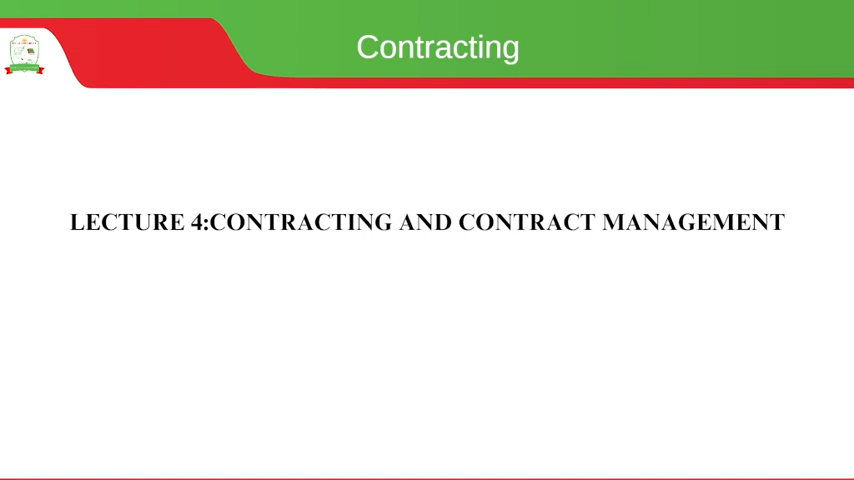 Contracting
LECTURE 4:CONTRACTING AND CONTRACT MANAGEMENT